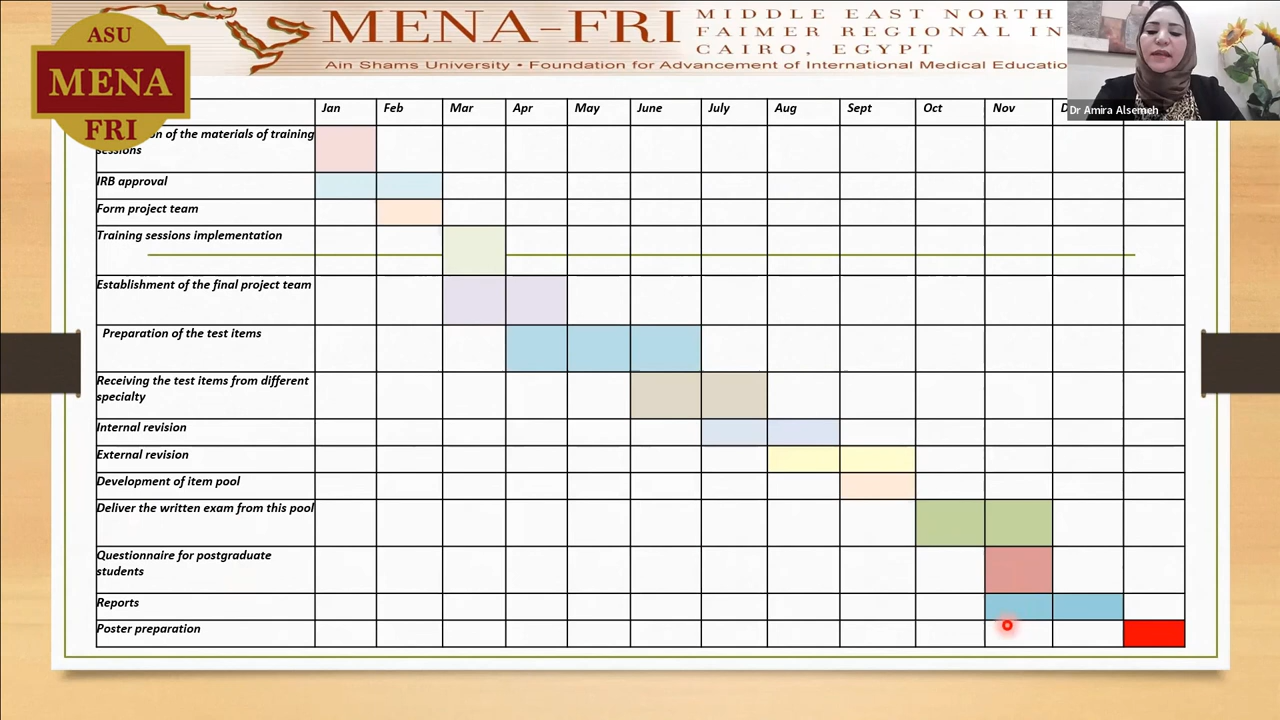 ASU
MENA
FRI
MENA-FRI
MIDDLE EAST NORTH
FAIMER REGIONAL IN
CAIRO, EGYPT
Ain Shams University • Foundation for Advancement of International Medical Educatio
Dr Amira Alsemeh
Jan Feb Mar Apr May June July Aug Sept Oct Nov D
of the materials of training
sessions
IRB approval
Form project team
Training sessions implementation
Establishment of the final project team
Preparation of the test items
Receiving the test items from different
specialty
Internal revision
External revision
Development of item pool
Deliver the written exam from this pool
Questionnaire for postgraduate
students
Reports
Poster preparation